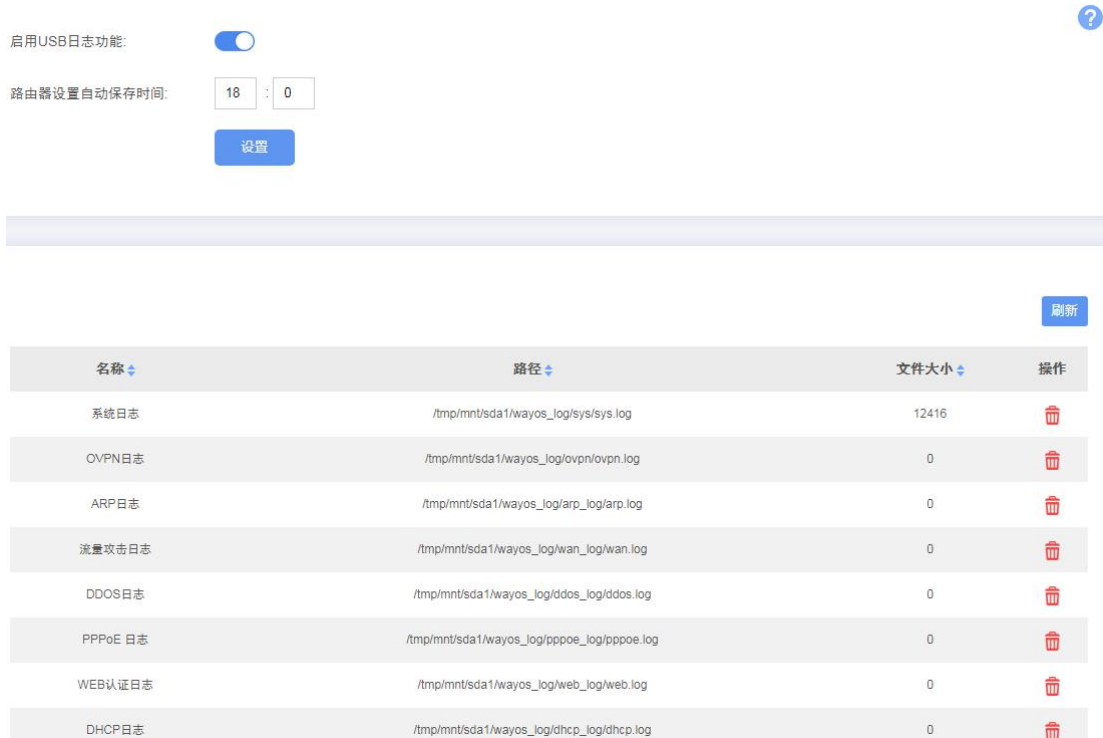 ?
启用USB日志功能:
路由器设置自动保存时间: 18 : 0
设置
刷新
名称 路径 文件大小 操作
系统日志 /tmp/mnt/sda1/wayos_log/sys/sys.log 12416
OVPN日志 /tmp/mnt/sda1/wayos_log/ovpn/ovpn.log 0
ARP日志 /tmp/mnt/sda1/wayos_log/arp_log/arp.log 0
流量攻击日志 /tmp/mnt/sda1/wayos_log/wan_log/wan.log 0
DDOS日志 /tmp/mnt/sda1/wayos_log/ddos_log/ddos.log 0
PPPoE 日志 /tmp/mnt/sda1/wayos_log/pppoe_log/pppoe.log 0
WEB认证日志 /tmp/mnt/sda1/wayos_log/web_log/web.log 0
DHCP日志 /tmp/mnt/sda1/wayos_log/dhcp_log/dhcp.log 0